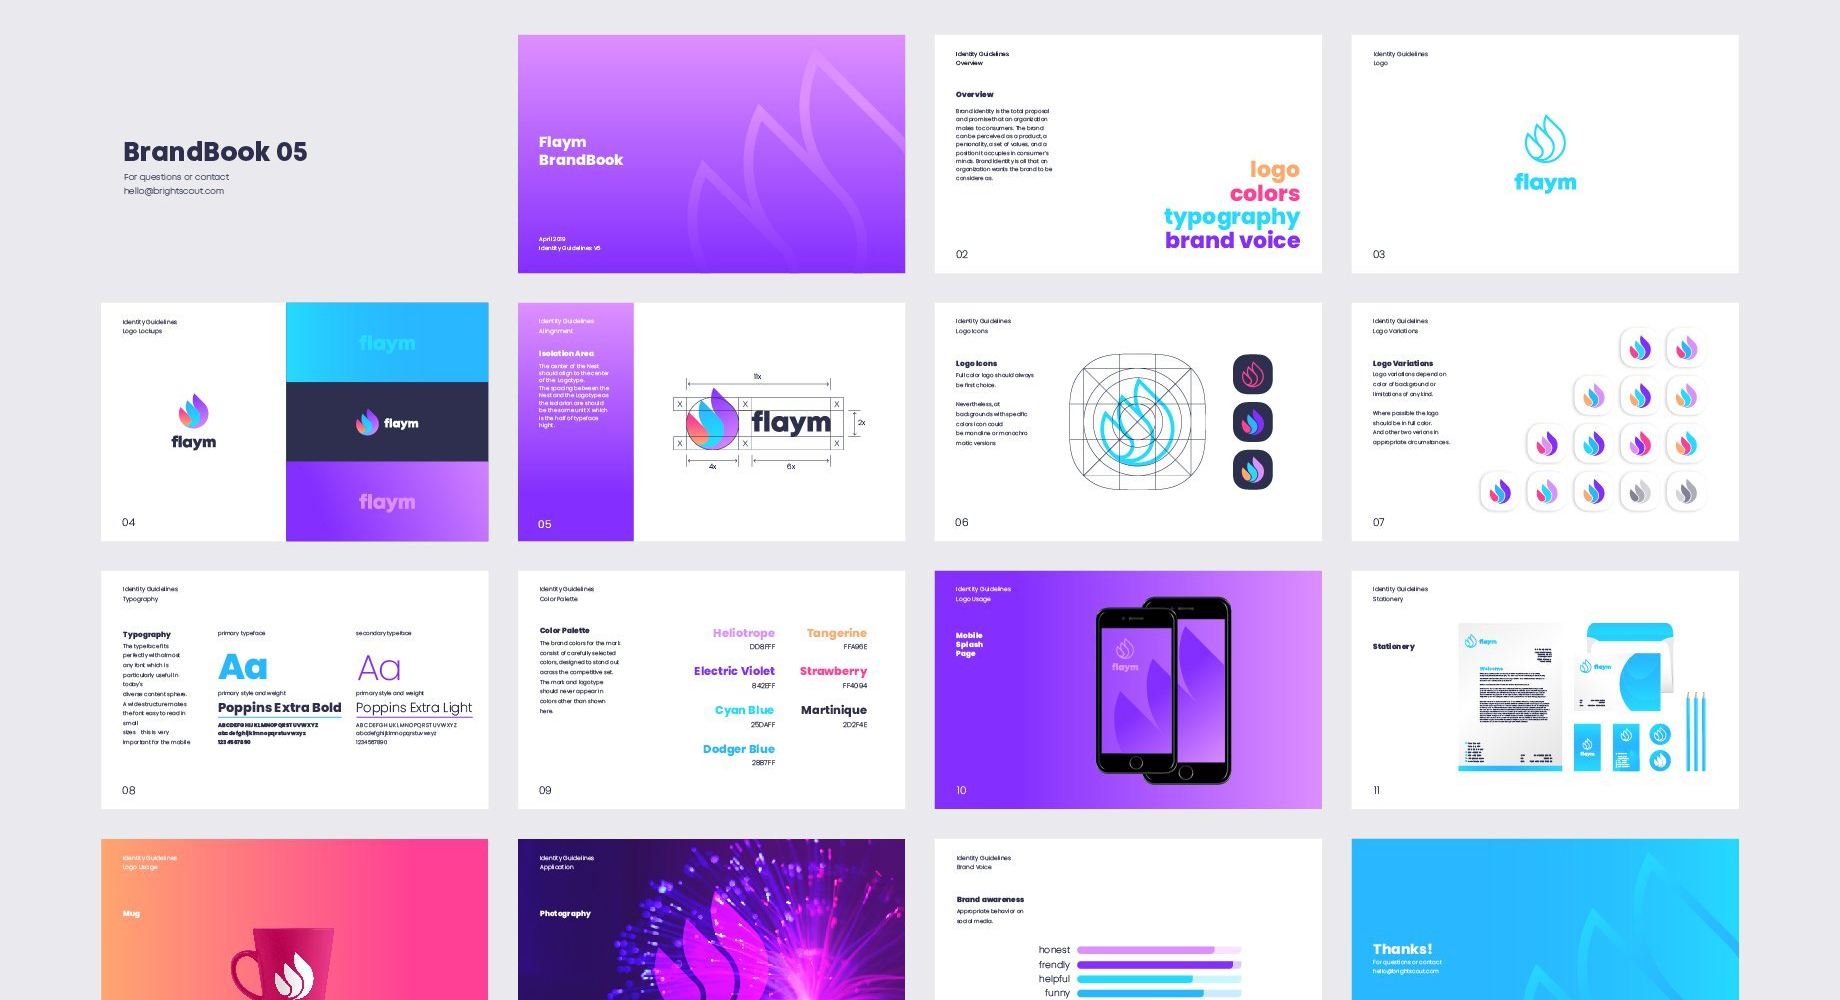 BrandBook 05
For questions or contact
hello@brightscout.com
Flaym
BrandBook
April 2019
Identity Guidelines V5
Identity Guidelines
Overview
Overview
Brand identity is the total proposal
and promise that an organization
makes to consumers. The brand
can be perceived as a product, a
personality, a set of values, and a
position it occupies in consumer's
minds. Brand identity is all that an
organization wants the brand to be
considere as.
logo
colors
typography
brand voice
02
Identity Guidelines
Logo
flaym
03
Identity Guidelines
Logo Lockups
flaym
flaym
flaym
flaym
04
Identity Guidelines
Alingnment
Isolation Area
The center of the Nest
should align to the center
of the Logotype.
The spacing between the
Nest and the Logotype as
the isolarion are should
be the same unit X which
is the half of typeface
hight.
11x
X
X
X
flaym
2x
X
X
X
4x
6x
05
Identity Guidelines
Logo Icons
Logo Icons
Full color logo should always
be first choice.
Nevertheless, at
backgrounds with specific
colors icon could
be monoline or monochro
matic versions
06
Identity Guidelines
Logo Variations
Logo Variations
Logo variations depend on
color of background or
limitations of any kind.
Where possible the logo
should be in full color.
And other two verions in
appropriate circumstances.
07
Identity Guidelines
Typography
Typography
The typeface fits
perfectly with almost
any font which is
particularly useful in
today's
diverse content sphere.
A wide structure makes
the font easy to read in
small
sizes this is very
important for the mobile
primary typeface
Aa
primary style and weight
Poppins Extra Bold
ABCDEFGHIJKLMNOPQRSTUVWXYZ
abcdefghijklmnopqrstuvwxyz
1234567890
secondary typeface
Aa
primary style and weight
Poppins Extra Light
ABCDEFGHIJKLMNOPQRSTUVWXYZ
abcdefghijklmnopqrstuvwxyz
1234567890
08
Identity Guidelines
Color Palette
Color Palette
The brand colors for the mark
consist of carefully selected
colors, designed to stand out
across the competitive set.
The mark and logotype
should never appear in
colors other than shown
here.
Heliotrope
DD8FFF
Electric Violet
842EFF
Cyan Blue
25DAFF
Dodger Blue
28B7FF
Tangerine
FFA96E
Strawberry
FF4094
Martinique
2D2F4E
09
Identity Guidelines
Logo Usage
Mobile
Splash
Page
flaym
10
Identity Guidelines
Stationery
Stationery
flaym
Welcome
flaym
flaym
11
Identity Guidelines
Logo Usage
Mug
Identity Guidelines
Application
Photography
Identity Guidelines
Brand Voice
Brand awareness
Appropriate behavior on
social media.
honest
frendly
helpful
funny
Thanks!
For questions or contact
hello@brightscout.com